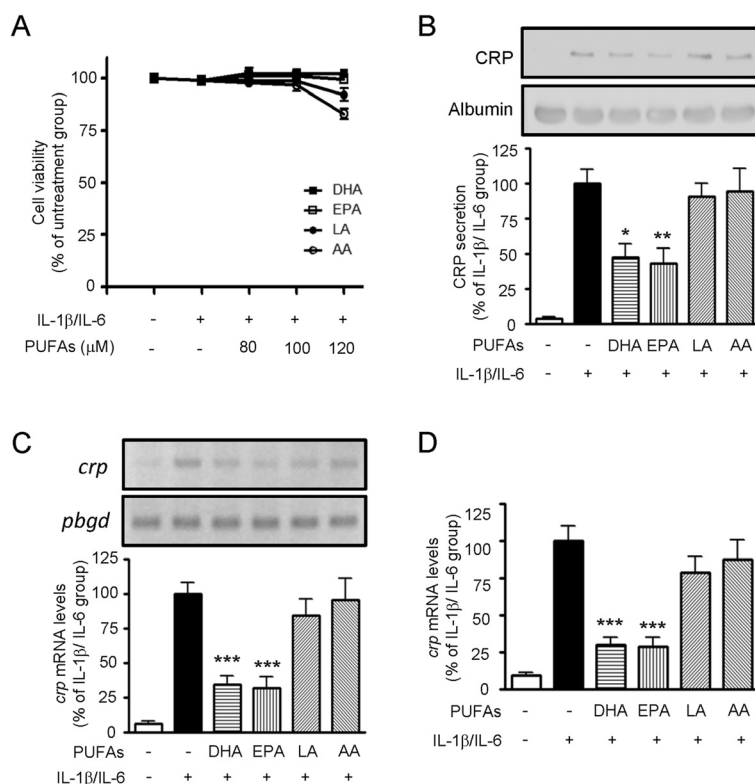 A
Cell viability
(% of untreatment group)
100
75
50
25
0
DHA
EPA
LA
AA
IL-1β/IL-6 - + + + +
PUFAs (μM) - - 80 100 120
B
CRP
Albumin
CRP secretion
(% of IL-1β/ IL-6 group)
125
100
75
50
25
0
* **
PUFAs - - DHA EPA LA AA
IL-1β/IL-6 - + + + + +
C
crp
pbgd
crp mRNA levels
(% of IL-1β/ IL-6 group)
125
100
75
50
25
0
*** ***
PUFAs - - DHA EPA LA AA
IL-1β/IL-6 - + + + + +
D
crp mRNA levels
(% of IL-1β/ IL-6 group)
125
100
75
50
25
0
*** ***
PUFAs - - DHA EPA LA AA
IL-1β/IL-6 - + + + + +